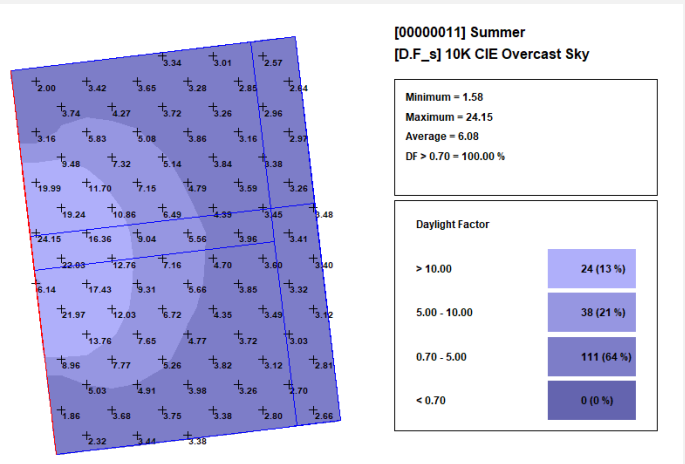 [00000011] Summer
[D.F_s] 10K CIE Overcast Sky
Minimum = 1.58
Maximum = 24.15
Average = 6.08
DF > 0.70 = 100.00 %
Daylight Factor
> 10.00 24 (13 %)
5.00 - 10.00 38 (21 %)
0.70 - 5.00 111 (64 %)
< 0.70 0 (0 %)
3.34 3.01 2.57
2.00 3.42 3.65 3.28 2.85 2.64
3.74 4.27 3.72 3.26 2.96
3.16 5.83 5.08 3.86 3.16 2.97
9.48 7.32 5.14 3.84 3.38
19.99 11.70 7.15 4.79 3.59 3.26
19.24 10.86 6.49 4.39 3.45 3.48
24.15 16.36 9.04 5.56 3.96 3.41
22.03 12.76 7.16 4.70 3.60 3.40
6.14 17.43 9.31 5.66 3.85 3.32
21.97 12.03 6.72 4.35 3.49 3.12
13.76 7.65 4.77 3.72 3.03
8.96 7.77 5.26 3.82 3.12 2.81
5.03 4.91 3.98 3.26 2.70
1.86 3.68 3.75 3.38 2.80 2.66
2.32 3.44 3.38